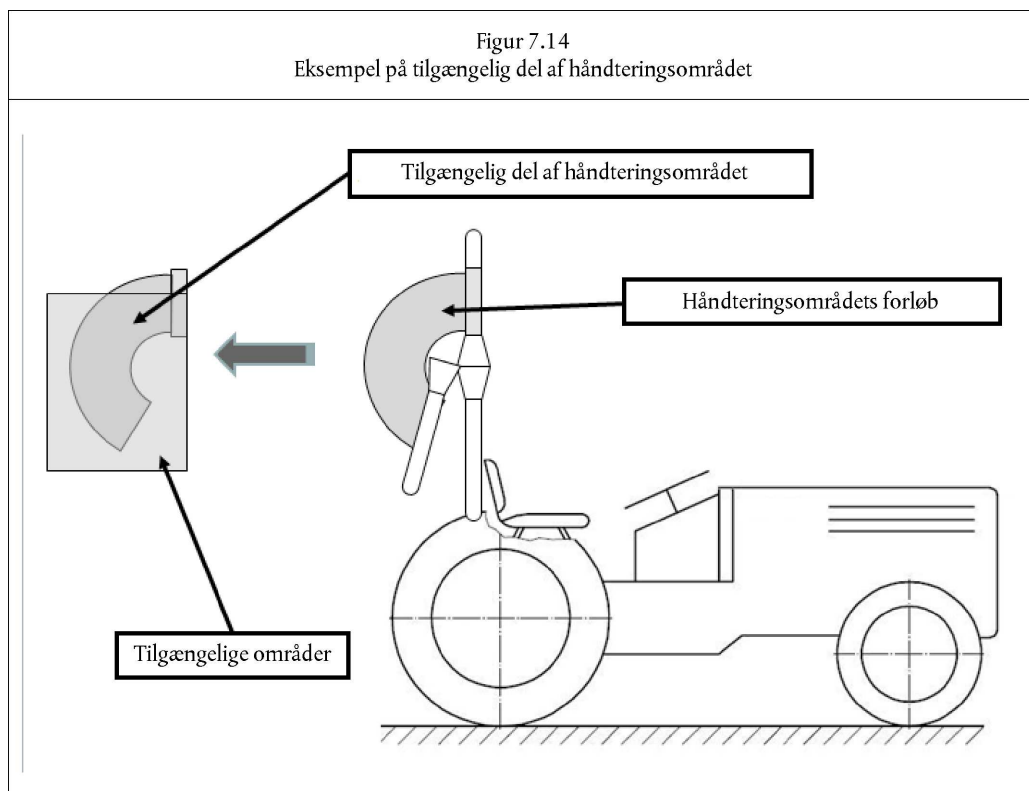 Figur 7.14
Eksempel på tilgængelig del af håndteringsområdet
Tilgængelig del af håndteringsområdet
Håndteringsområdets forløb
Tilgængelige områder